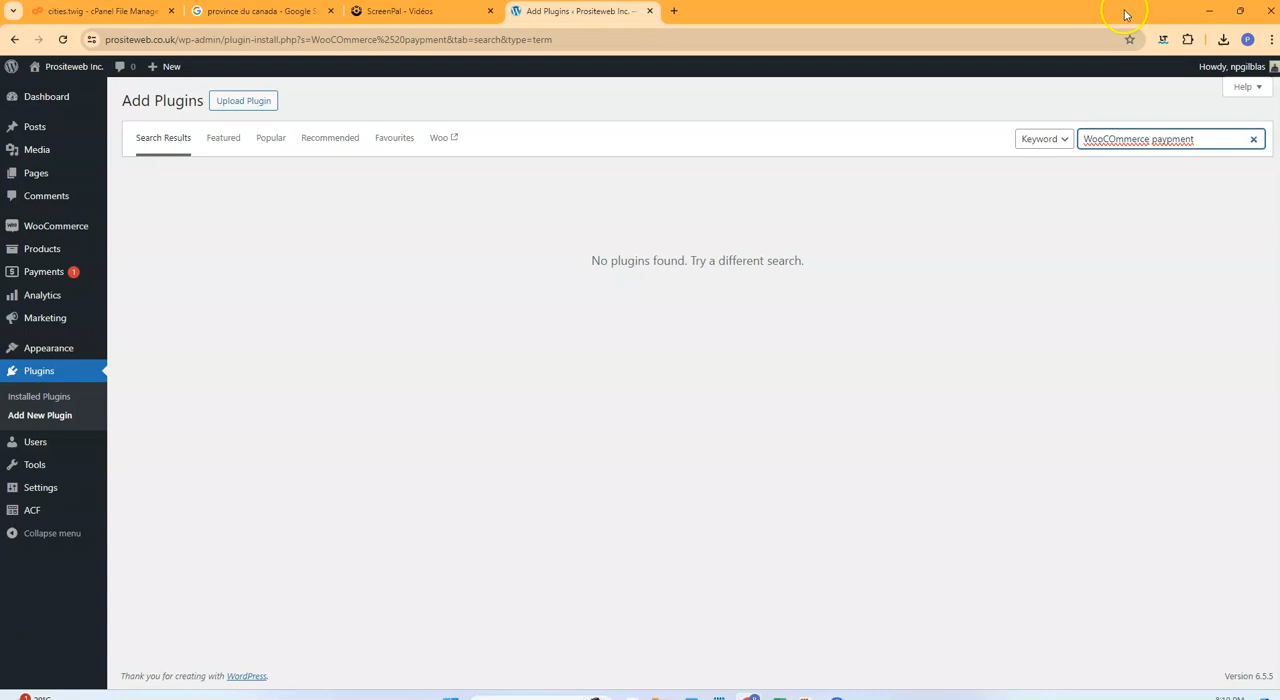 cities.twig - cPanel File Manage
province du canada - Google S
ScreenPal - Vidéos
Add Plugins ‹ Prositeweb Inc. —
prositeweb.co.uk/wp-admin/plugin-install.php?s=WooCOmmerce%2520paypment&tab=search&type=term
Prositeweb Inc.
0
New
Howdy, npgilblas
Dashboard
Posts
Media
Pages
Comments
WooCommerce
Products
Payments 1
Analytics
Marketing
Appearance
Plugins
Installed Plugins
Add New Plugin
Users
Tools
Settings
ACF
Collapse menu
Add Plugins
Upload Plugin
Help
Search Results
Featured
Popular
Recommended
Favourites
Woo
Keyword
WooCOmmerce paypment
No plugins found. Try a different search.
Thank you for creating with WordPress.
Version 6.5.5